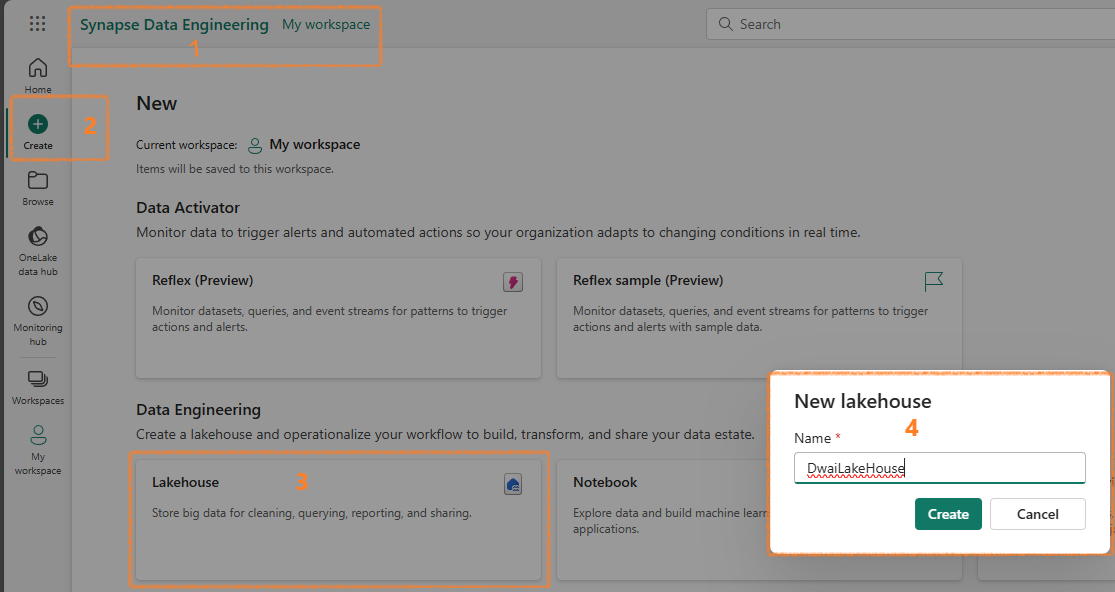 Synapse Data Engineering My workspace
1
Search
Home
2
Create
Browse
OneLake
data hub
Monitoring
hub
Workspaces
My
workspace
New
Current workspace: My workspace
Items will be saved to this workspace.
Data Activator
Monitor data to trigger alerts and automated actions so your organization adapts to changing conditions in real time.
Reflex (Preview)
Monitor datasets, queries, and event streams for patterns to trigger
actions and alerts.
Reflex sample (Preview)
Monitor datasets, queries, and event streams for patterns to trigger
actions and alerts with sample data.
Data Engineering
Create a lakehouse and operationalize your workflow to build, transform, and share your data estate.
Lakehouse
3
Store big data for cleaning, querying, reporting, and sharing.
Notebook
Explore data and build machine learn
applications.
New lakehouse
4
Name *
DwaiLakeHouse
Create Cancel